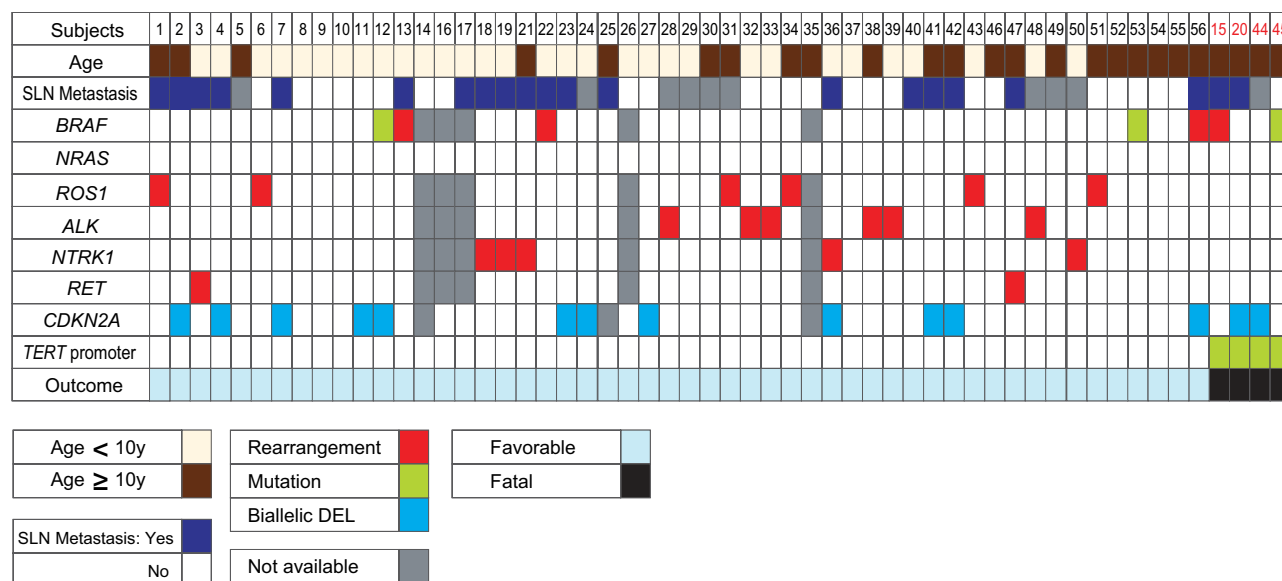 Subjects 1 2 3 4 5 6 7 8 9 10 11 12 13 14 16 17 18 19 21 22 23 24 25 26 27 28 29 30 31 32 33 34 35 36 37 38 39 40 41 42 43 46 47 48 49 50 51 52 53 54 55 56 15 20 44 45
Age
SLN Metastasis
BRAF
NRAS
ROS1
ALK
NTRK1
RET
CDKN2A
TERT promoter
Outcome
Age < 10y
Age ≥ 10y
SLN Metastasis: Yes
No
Rearrangement
Mutation
Biallelic DEL
Not available
Favorable
Fatal